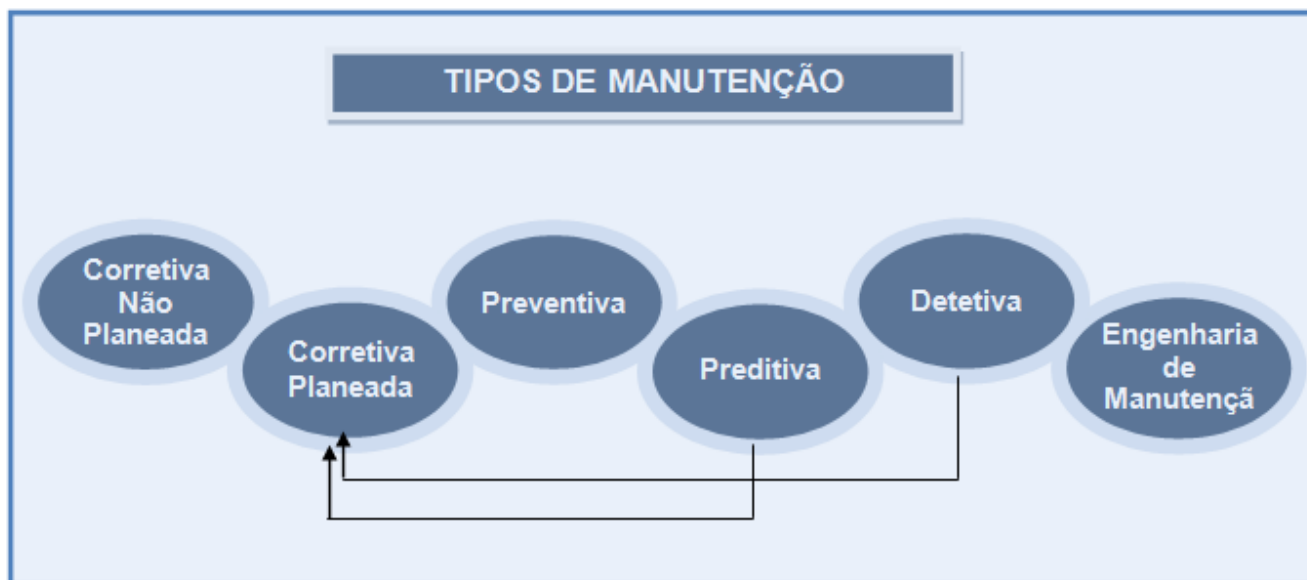 TIPOS DE MANUTENÇÃO
Corretiva
Não
Planeada
Corretiva
Planeada
Preventiva
Preditiva
Detetiva
Engenharia
de
Manutençã